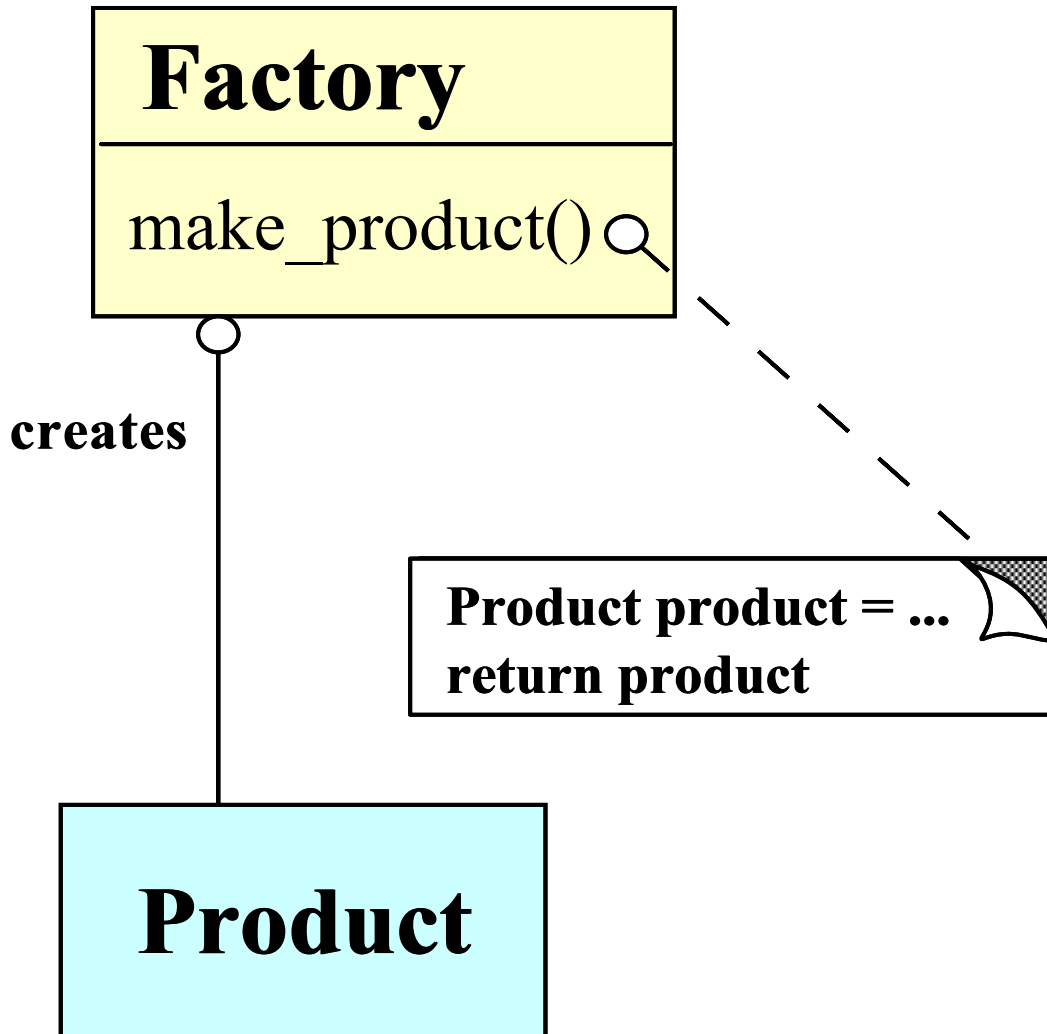 Factory
make_product()
creates
Product product = ...
return product
Product